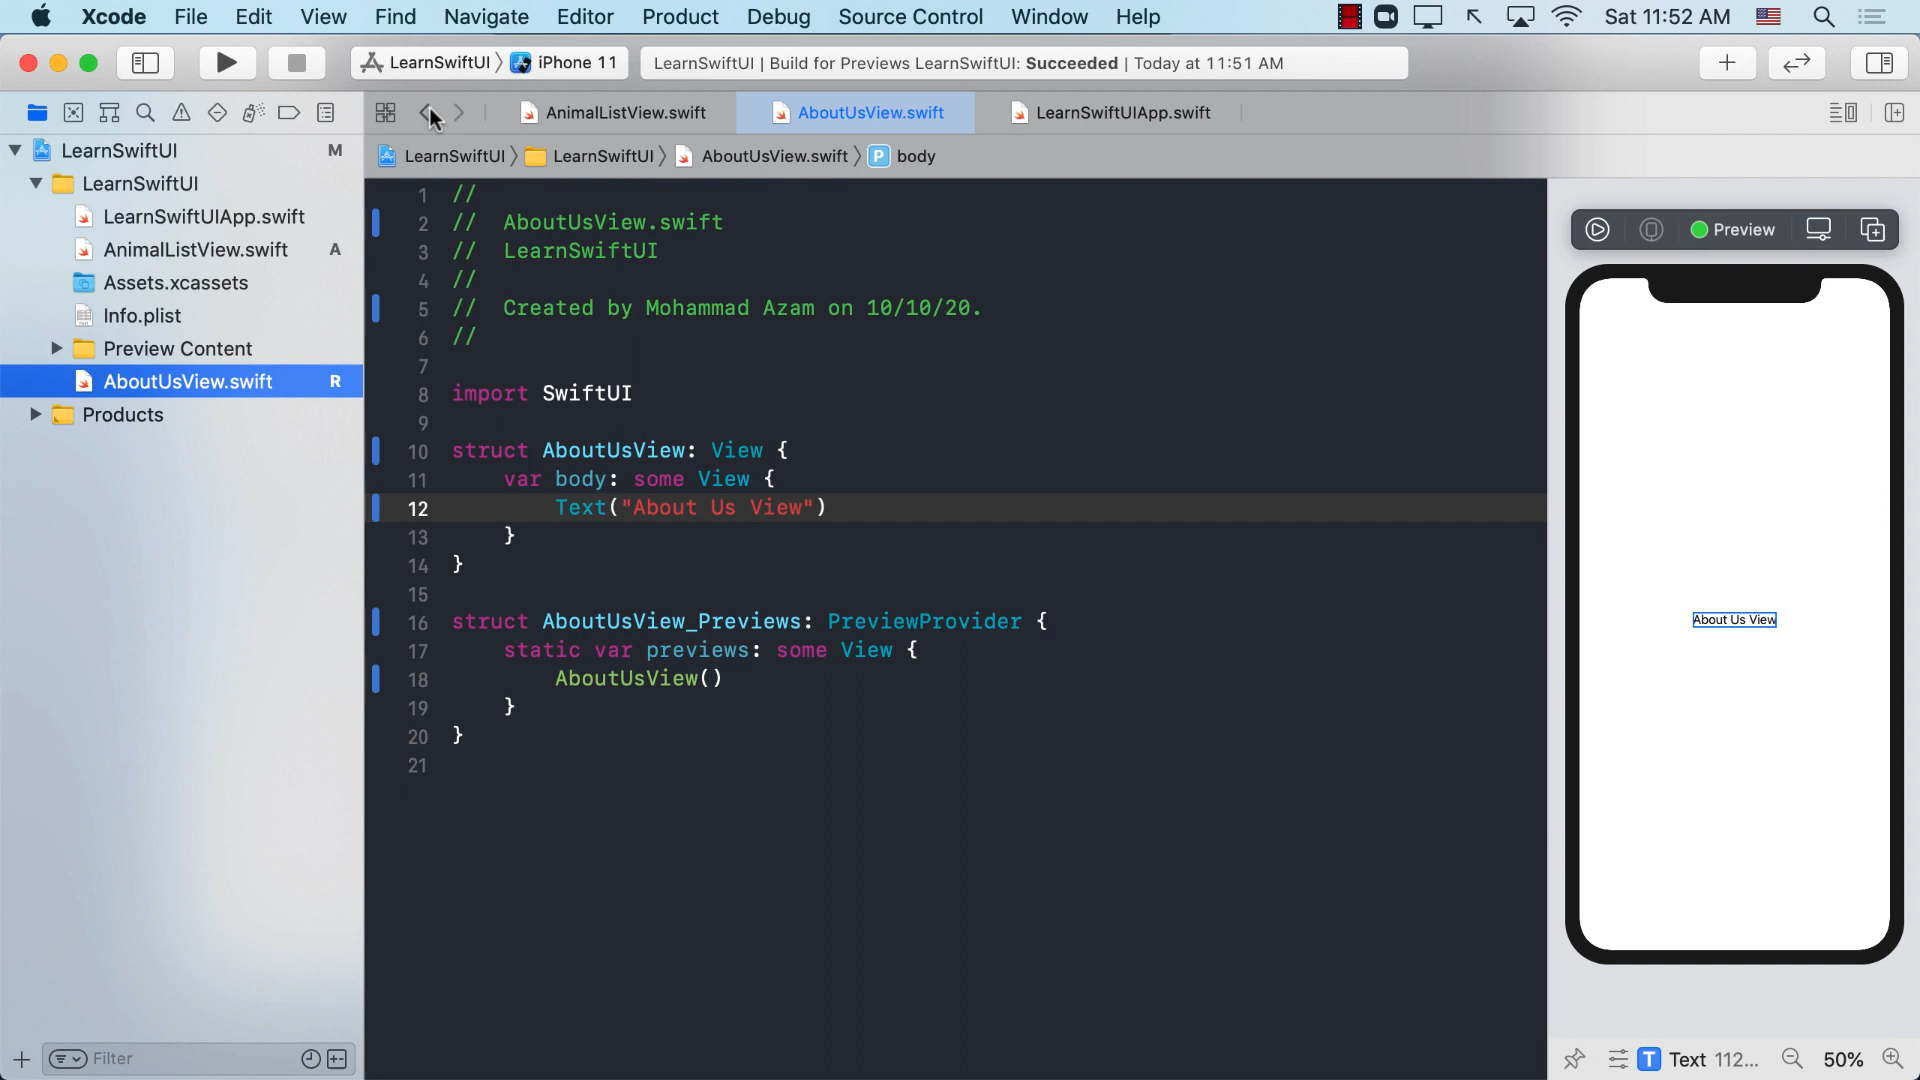 Xcode File Edit View Find Navigate Editor Product Debug Source Control Window Help Sat 11:52 AM
LearnSwiftUI iPhone 11 LearnSwiftUI | Build for Previews LearnSwiftUI: Succeeded | Today at 11:51 AM
AnimalListView.swift AboutUsView.swift LearnSwiftUIApp.swift
LearnSwiftUI LearnSwiftUI AboutUsView.swift P body
LearnSwiftUI M
LearnSwiftUI
LearnSwiftUIApp.swift
AnimalListView.swift A
Assets.xcassets
Info.plist
Preview Content
AboutUsView.swift R
Products
Filter
1 //
2 // AboutUsView.swift
3 // LearnSwiftUI
4 //
5 // Created by Mohammad Azam on 10/10/20.
6 //
7
8 import SwiftUI
9
10 struct AboutUsView: View {
11 var body: some View {
12 Text("About Us View")
13 }
14 }
15
16 struct AboutUsView_Previews: PreviewProvider {
17 static var previews: some View {
18 AboutUsView()
19 }
20 }
21
Preview
About Us View
T Text 112... 50%